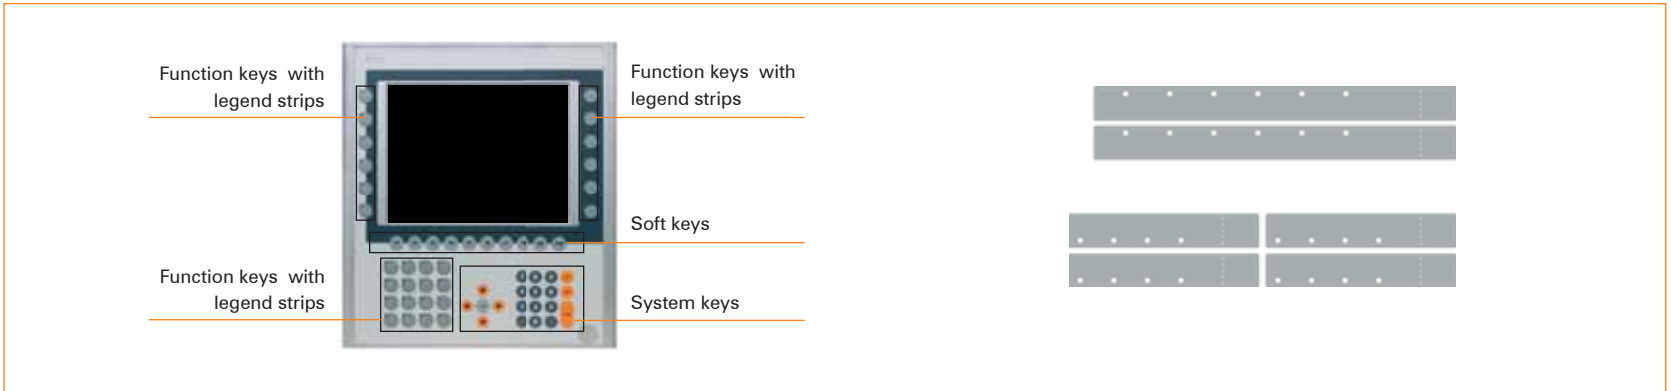 Function keys with
legend strips
Function keys with
legend strips
Soft keys
Function keys with
legend strips
System keys